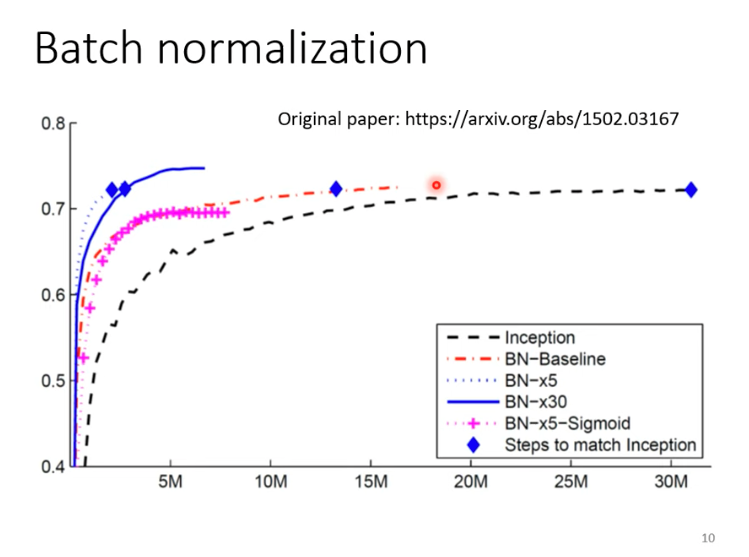 Batch normalization
Original paper: https://arxiv.org/abs/1502.03167
0.8
0.7
0.6
0.5
0.4
5M
10M
15M
20M
25M
30M
Inception
BN−Baseline
BN−x5
BN−x30
BN−x5−Sigmoid
Steps to match Inception
10